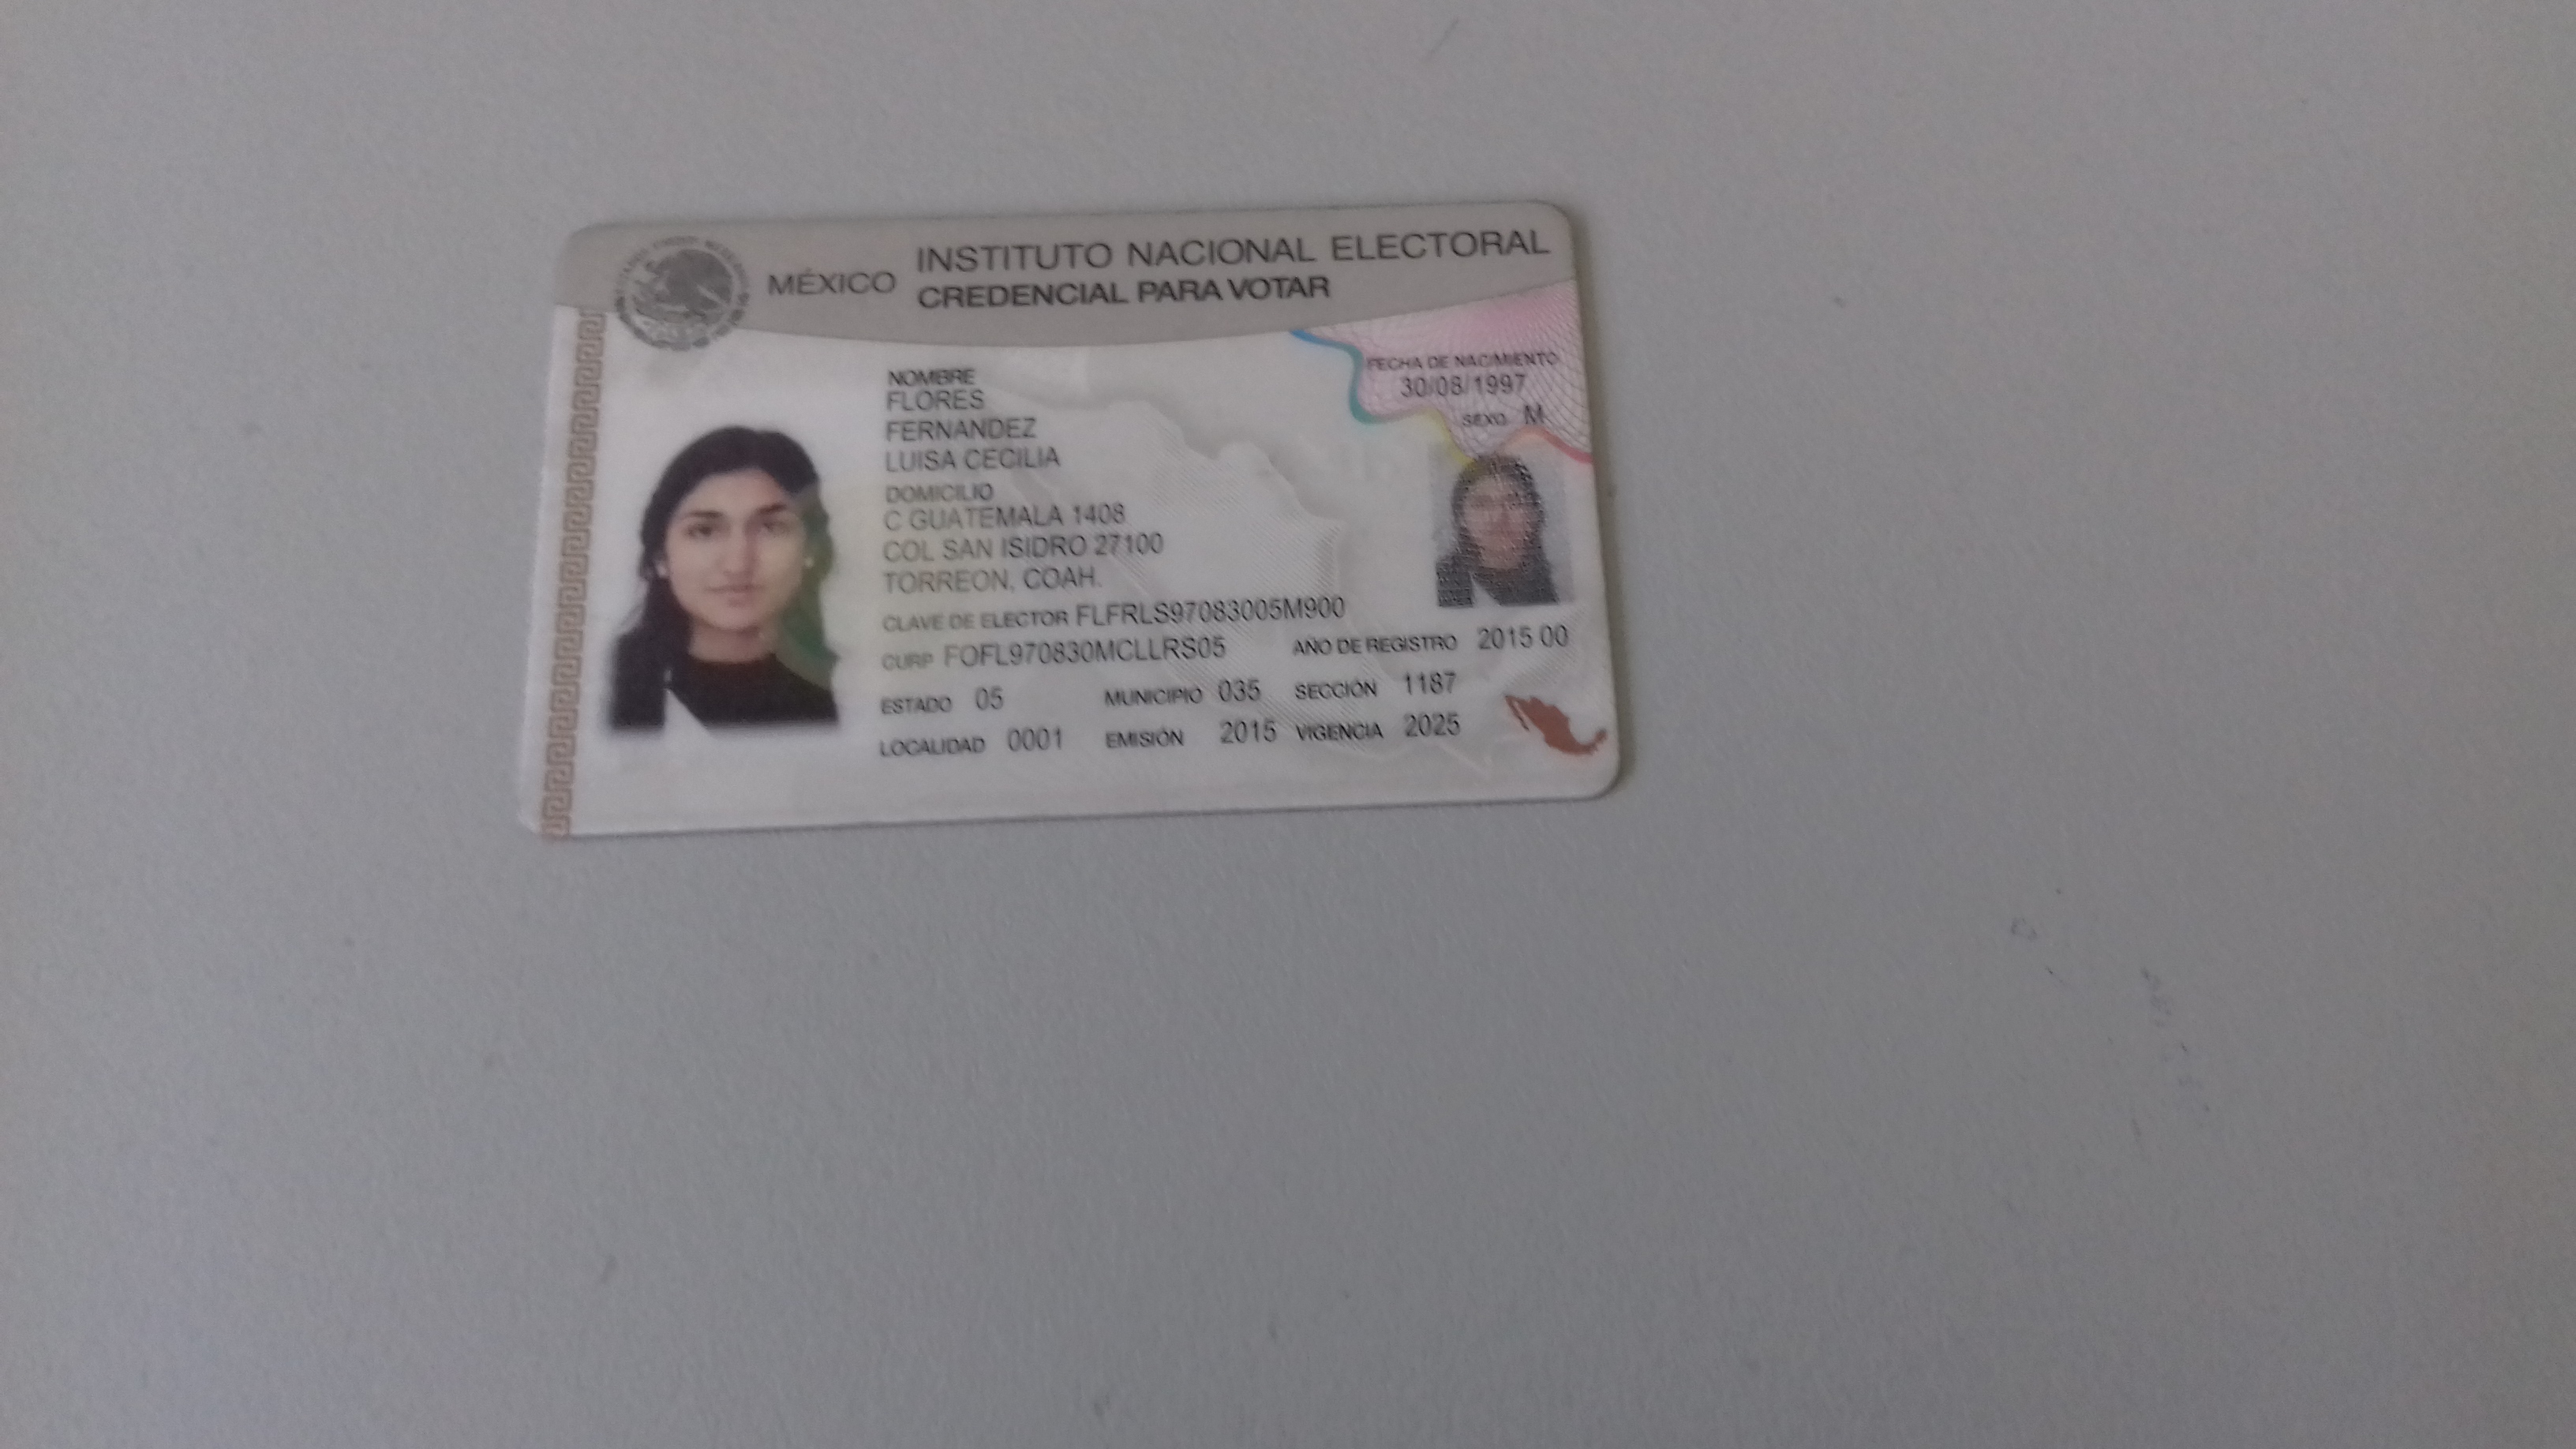 MÉXICO
INSTITUTO NACIONAL ELECTORAL
CREDENCIAL PARA VOTAR
NOMBRE
FLORES
FERNANDEZ
LUISA CECILIA
DOMICILIO
C GUATEMALA 1408
COL SAN ISIDRO 27100
TORREON, COAH.
FECHA DE NACIMIENTO
30/08/1997
SEXO M
CLAVE DE ELECTOR FLFRLS97083005M900
CURP FOFL970830MCLLRS05 AÑO DE REGISTRO 2015 00
ESTADO 05 MUNICIPIO 035 SECCIÓN 1187
LOCALIDAD 0001 EMISIÓN 2015 VIGENCIA 2025